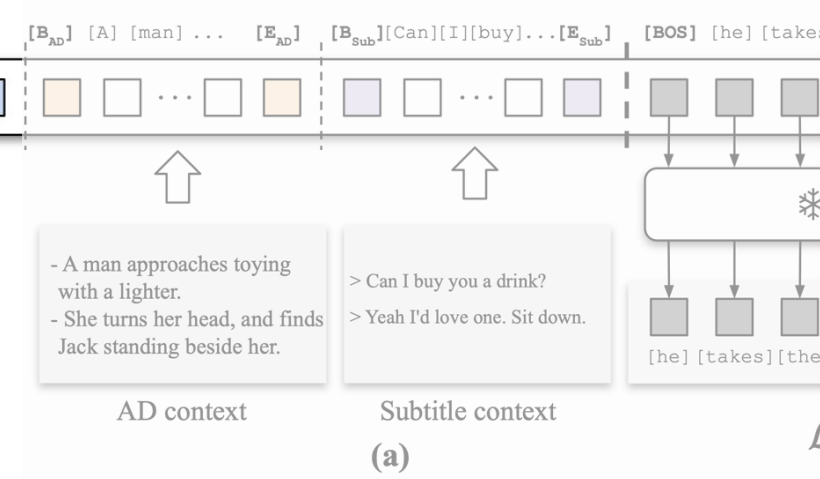 [B_AD] [A] [man] ... [E_AD] [B_Sub][Can][I][buy]...[E_Sub] [BOS] [he] [takes
- A man approaches toying
with a lighter.
- She turns her head, and finds
Jack standing beside her.
> Can I buy you a drink?
> Yeah I'd love one. Sit down.
[he] [takes][the
AD context
Subtitle context
(a)